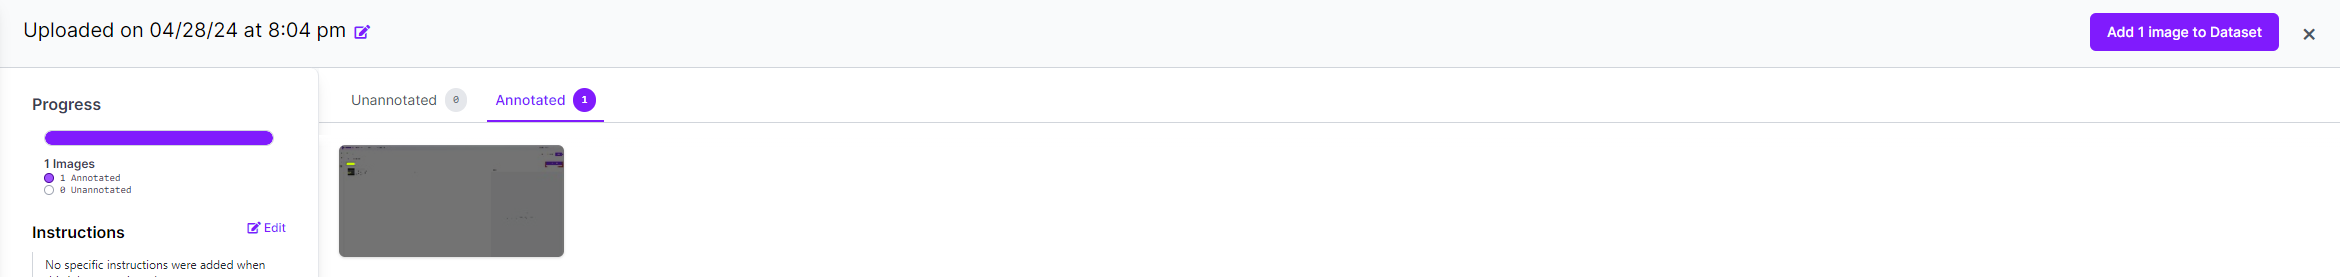 Uploaded on 04/28/24 at 8:04 pm
Add 1 image to Dataset
Progress
Unannotated 0
Annotated 1
1 Images
1 Annotated
0 Unannotated
Instructions
Edit
No specific instructions were added when